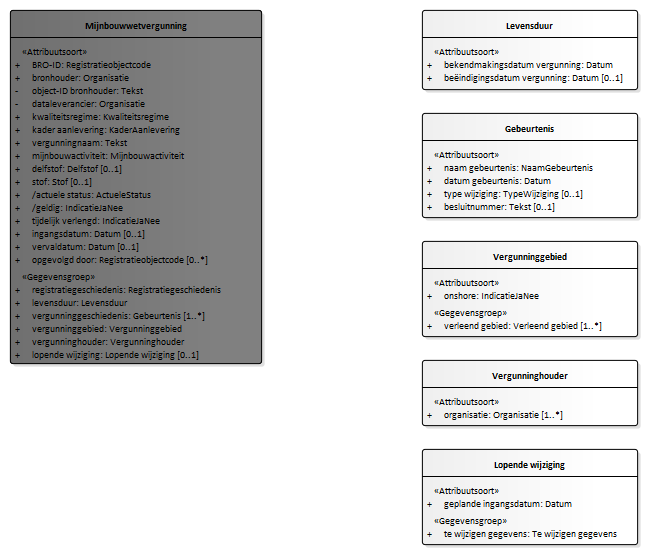 Mijnbouwwetvergunning
«Attribuutsoort»
+ BRO-ID: Registratieobjectcode
+ bronhouder: Organisatie
- object-ID bronhouder: Tekst
- dataleverancier: Organisatie
+ kwaliteitsregime: Kwaliteitsregime
+ kader aanlevering: KaderAanlevering
+ vergunningnaam: Tekst
+ mijnbouwactiviteit: Mijnbouwactiviteit
+ delfstof: Delfstof [0..1]
+ stof: Stof [0..1]
+ /actuele status: ActueleStatus
+ /geldig: IndicatieJaNee
+ tijdelijk verlengd: IndicatieJaNee
+ ingangsdatum: Datum [0..1]
+ vervaldatum: Datum [0..1]
+ opgevolgd door: Registratieobjectcode [0..*]
«Gegevensgroep»
+ registratiegeschiedenis: Registratiegeschiedenis
+ levensduur: Levensduur
+ vergunninggeschiedenis: Gebeurtenis [1..*]
+ vergunninggebied: Vergunninggebied
+ vergunninghouder: Vergunninghouder
+ lopende wijziging: Lopende wijziging [0..1]
Levensduur
«Attribuutsoort»
+ bekendmakingsdatum vergunning: Datum
+ beëindigingsdatum vergunning: Datum [0..1]
Gebeurtenis
«Attribuutsoort»
+ naam gebeurtenis: NaamGebeurtenis
+ datum gebeurtenis: Datum
+ type wijziging: TypeWijziging [0..1]
+ besluitnummer: Tekst [0..1]
Vergunninggebied
«Attribuutsoort»
+ onshore: IndicatieJaNee
«Gegevensgroep»
+ verleend gebied: Verleend gebied [1..*]
Vergunninghouder
«Attribuutsoort»
+ organisatie: Organisatie [1..*]
Lopende wijziging
«Attribuutsoort»
+ geplande ingangsdatum: Datum
«Gegevensgroep»
+ te wijzigen gegevens: Te wijzigen gegevens